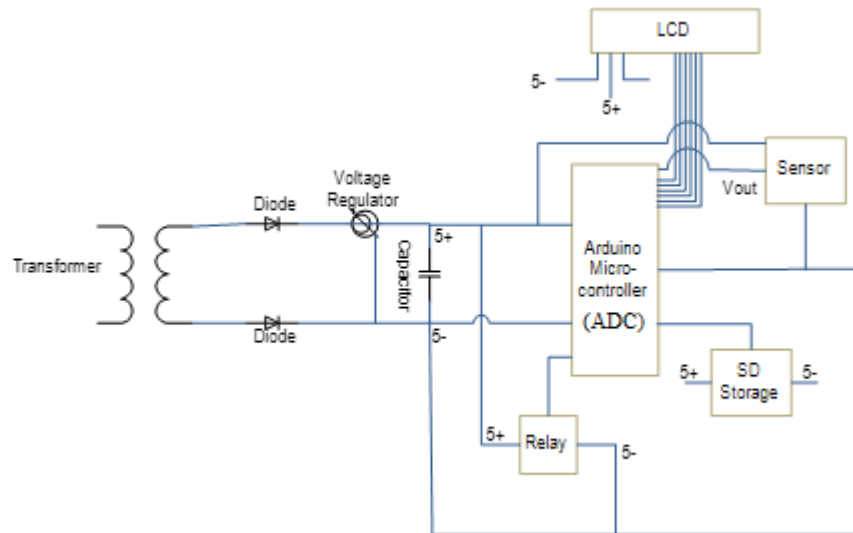 LCD
5-
5+
Sensor
Vout
Voltage
Regulator
Diode
Transformer
5+
Capacitor
5-
Diode
Arduino
Micro-
controller
(ADC)
5+
SD
Storage
5-
5+
Relay
5-